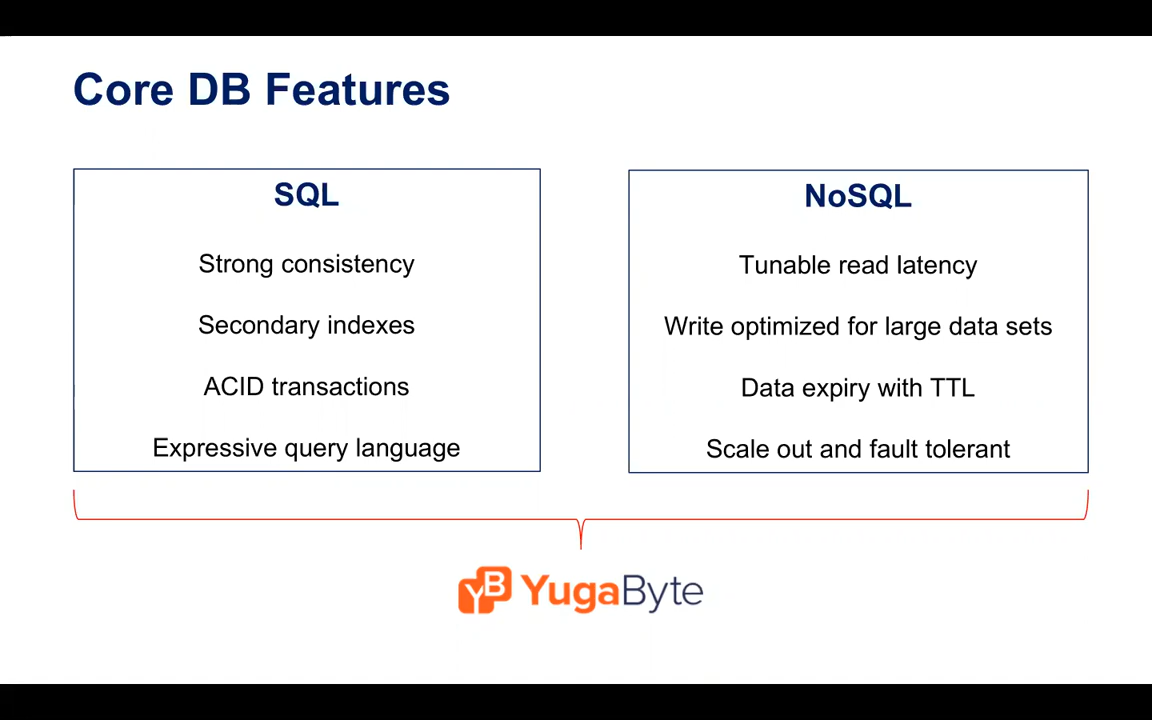 Core DB Features
SQL
Strong consistency
Secondary indexes
ACID transactions
Expressive query language
NoSQL
Tunable read latency
Write optimized for large data sets
Data expiry with TTL
Scale out and fault tolerant
YB YugaByte